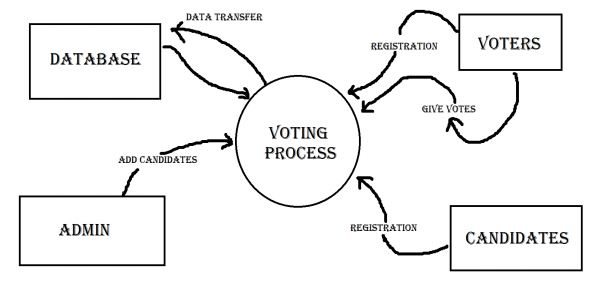 DATA TRANSFER
DATABASE
REGISTRATION
VOTERS
GIVE VOTES
VOTING
PROCESS
ADD CANDIDATES
ADMIN
REGISTRATION
CANDIDATES